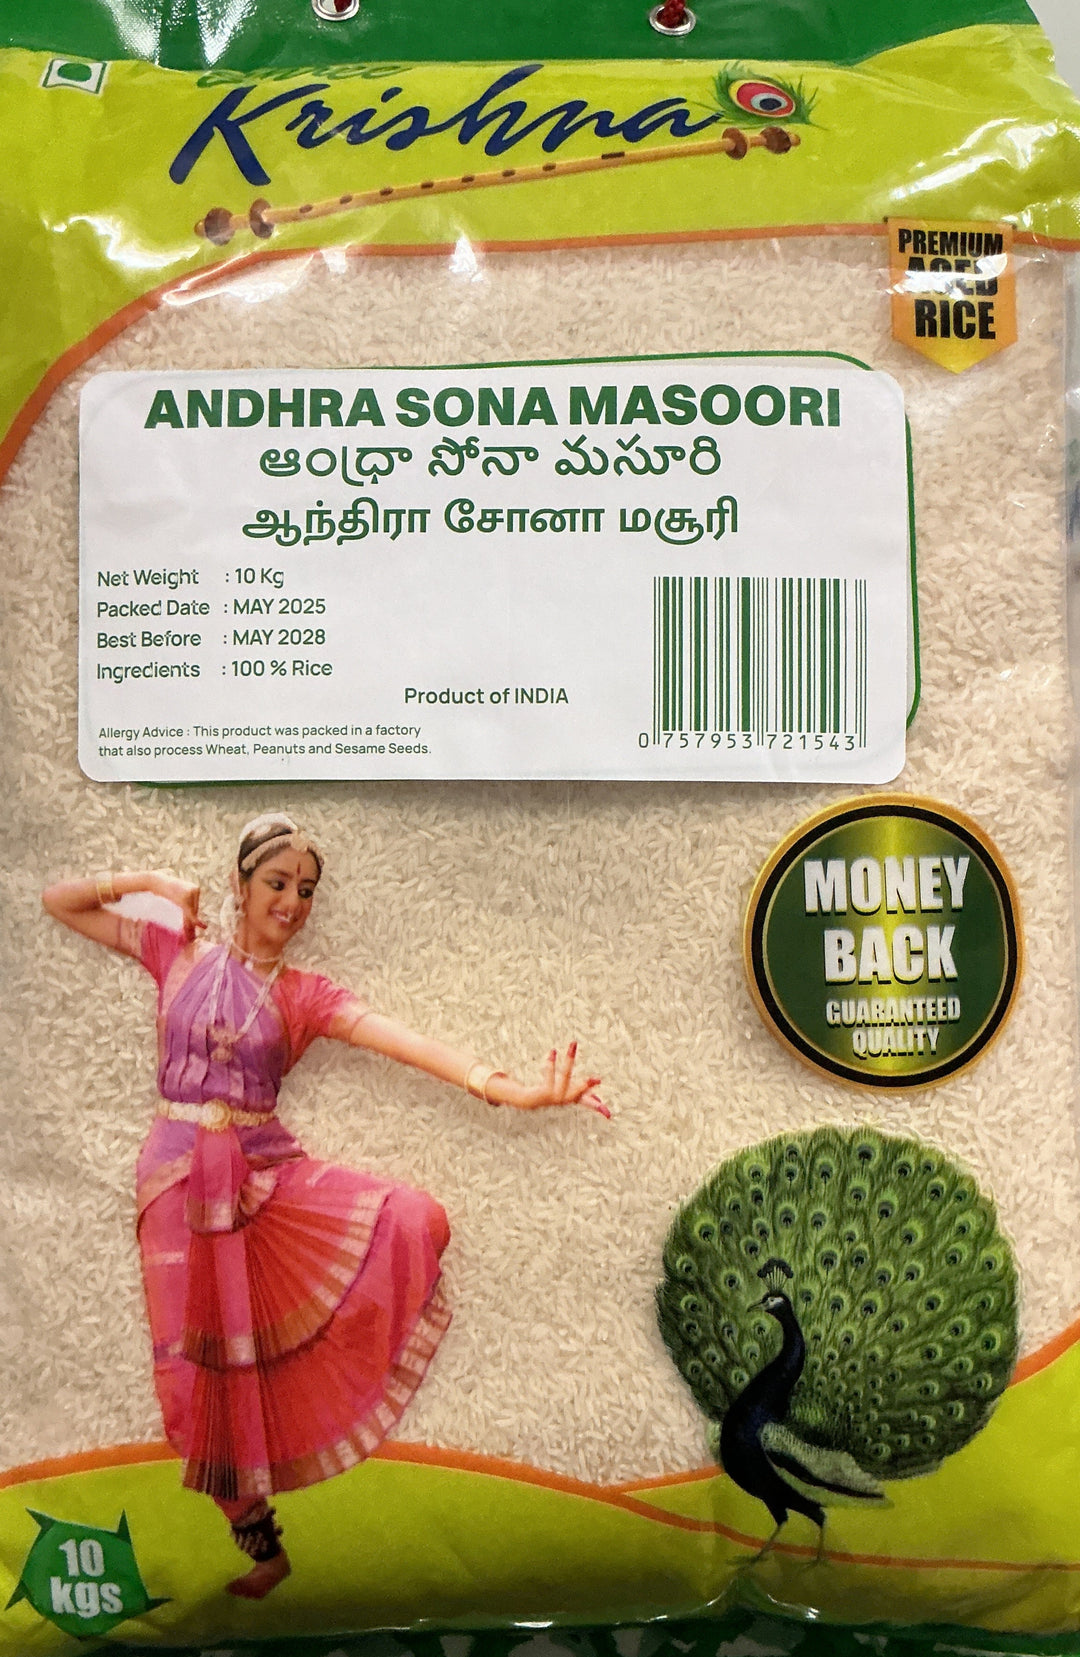 Shree
Krishna
PREMIUM
AGED
RICE
ANDHRA SONA MASOORI
ఆంధ్రా సోనా మసూరి
ஆந்திரா சோனா மசூரி
Net Weight : 10 Kg
Packed Date : MAY 2025
Best Before : MAY 2028
Ingredients : 100 % Rice
Product of INDIA
Allergy Advice : This product was packed in a factory
that also process Wheat, Peanuts and Sesame Seeds.
0 757953 721543
MONEY
BACK
GUARANTEED
QUALITY
10
kgs